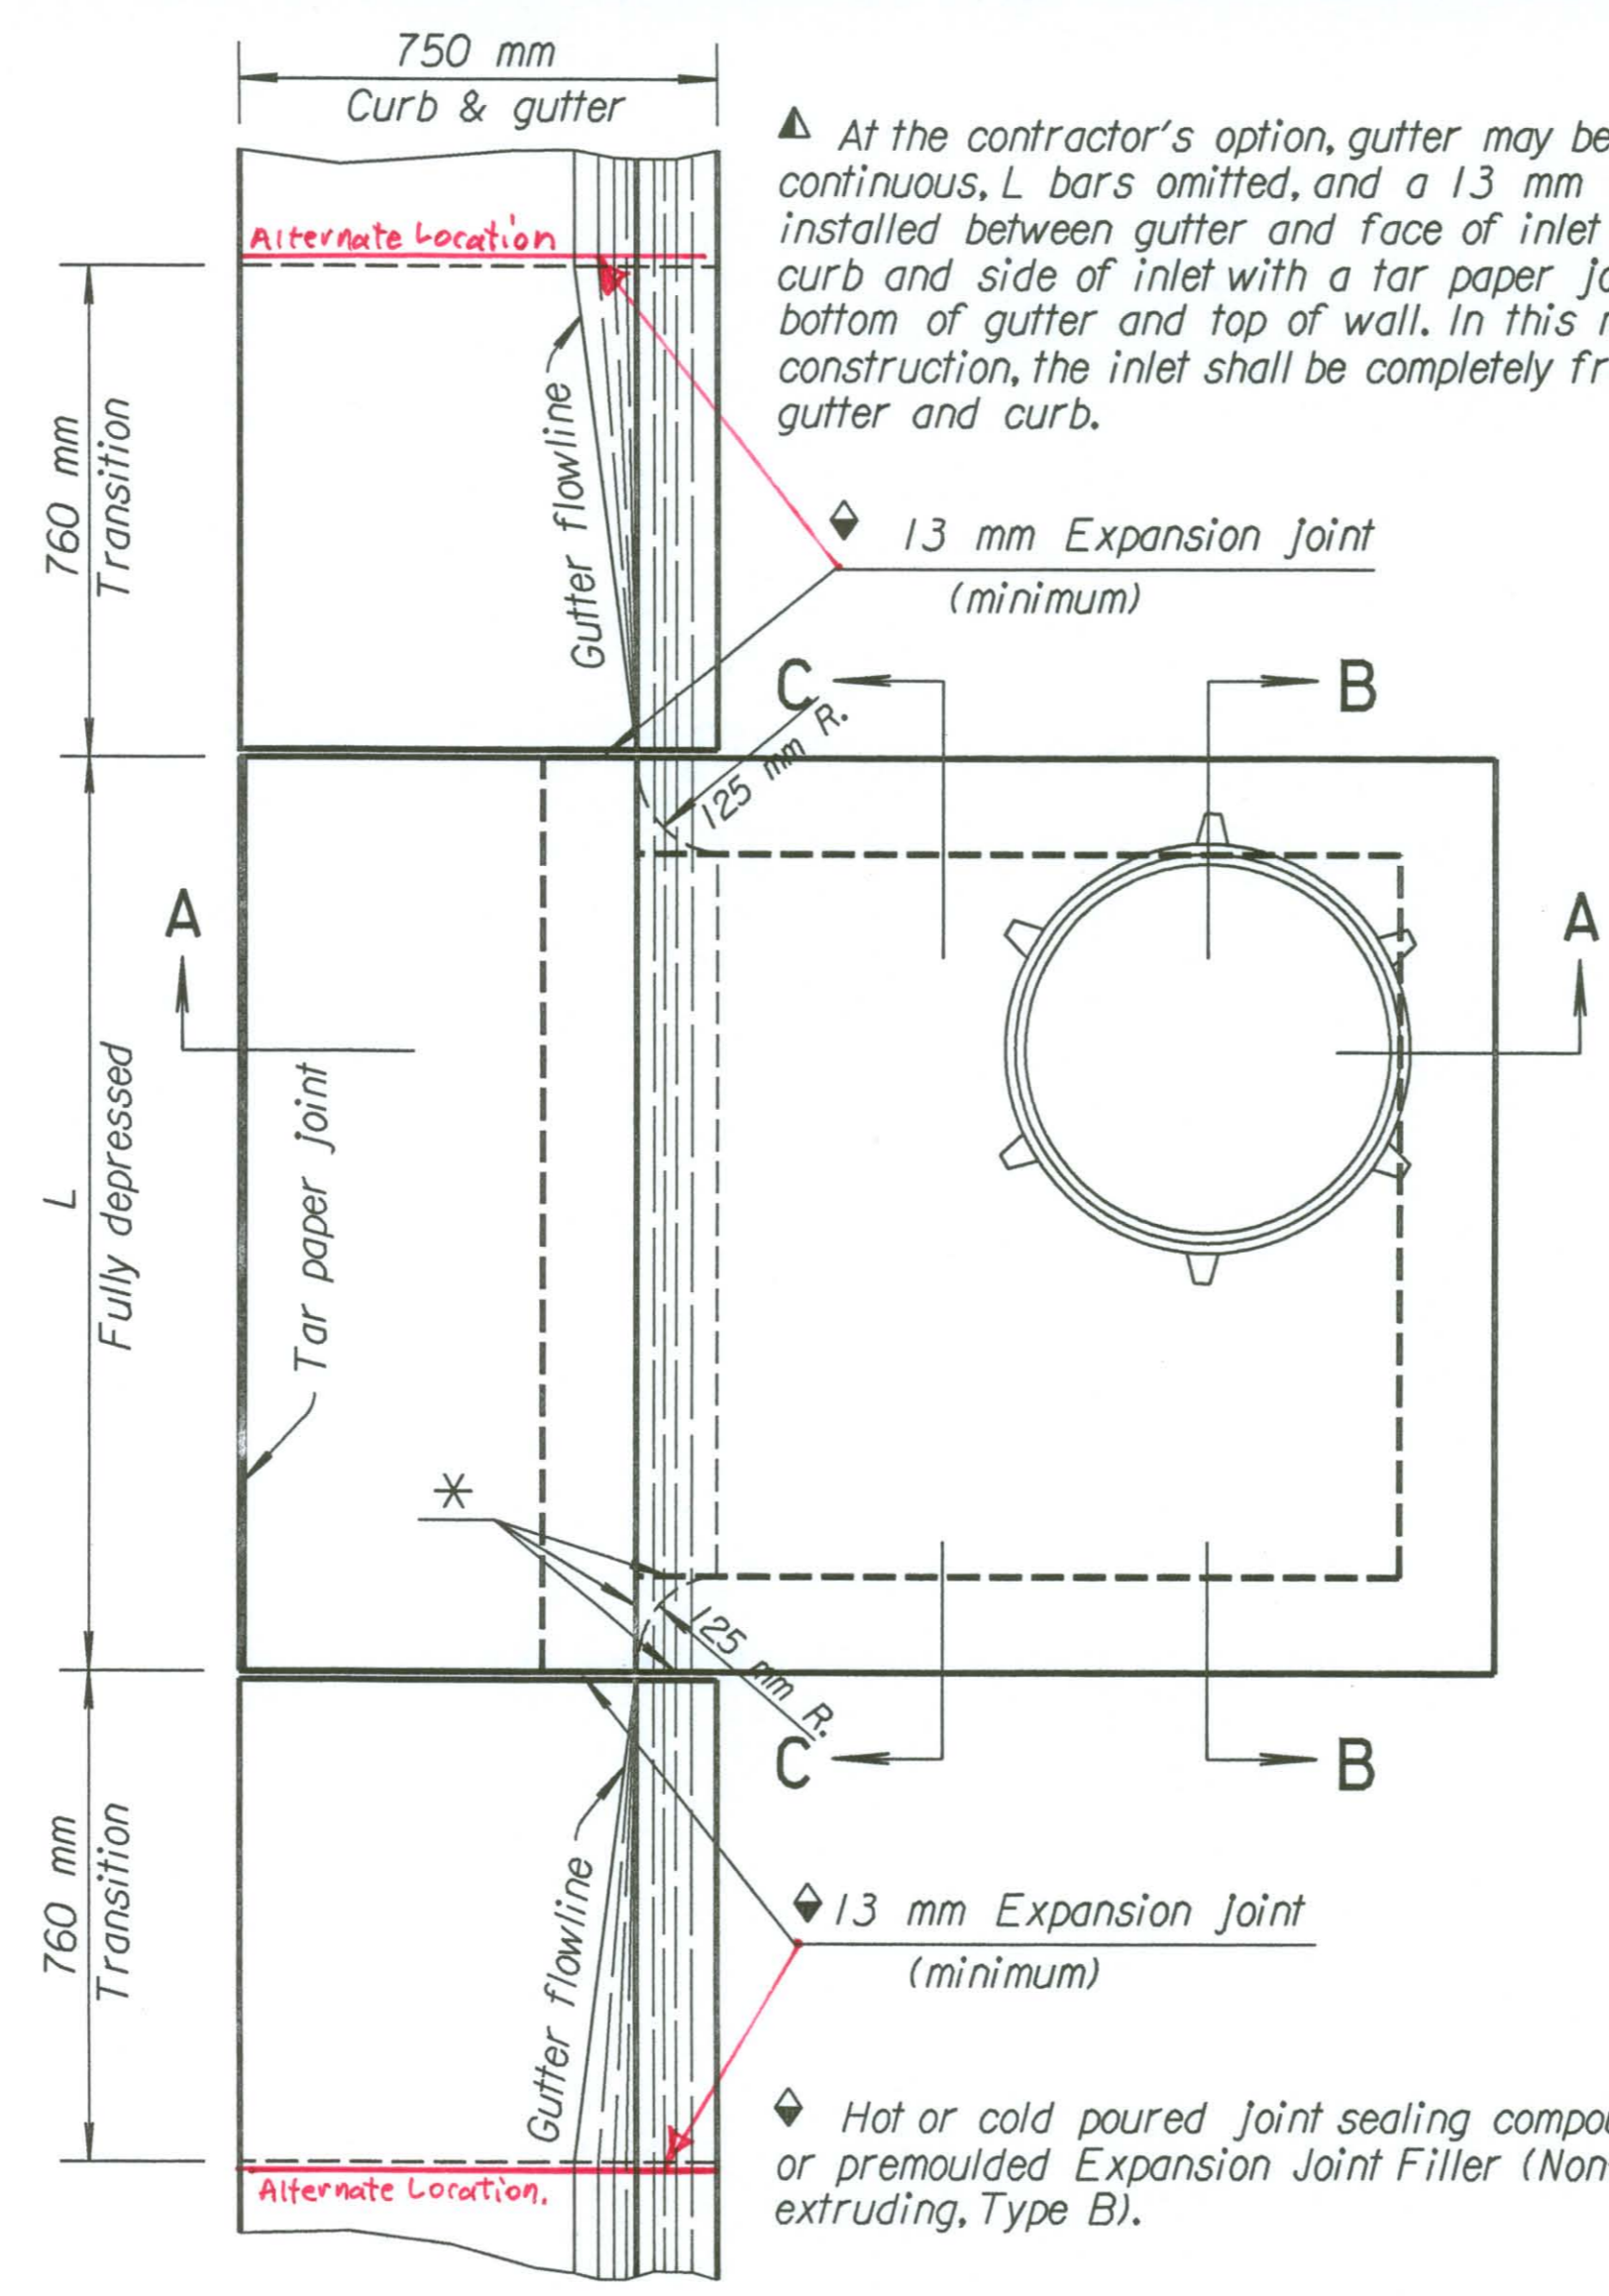 750 mm
Curb & gutter
At the contractor's option, gutter may be
continuous, L bars omitted, and a 13 mm
installed between gutter and face of inlet
curb and side of inlet with a tar paper
bottom of gutter and top of wall. In this
construction, the inlet shall be completely
gutter and curb.
Alternate Location
760 mm
Transition
Gutter flowline
13 mm Expansion joint
(minimum)
C
B
125 mm R.
A
A
L
Fully depressed
Tar paper joint
*
125 mm R.
C
B
760 mm
Transition
Gutter flowline
13 mm Expansion joint
(minimum)
Hot or cold poured joint sealing
or premoulded Expansion Joint Filler (Non-
extruding, Type B).
Alternate Location.